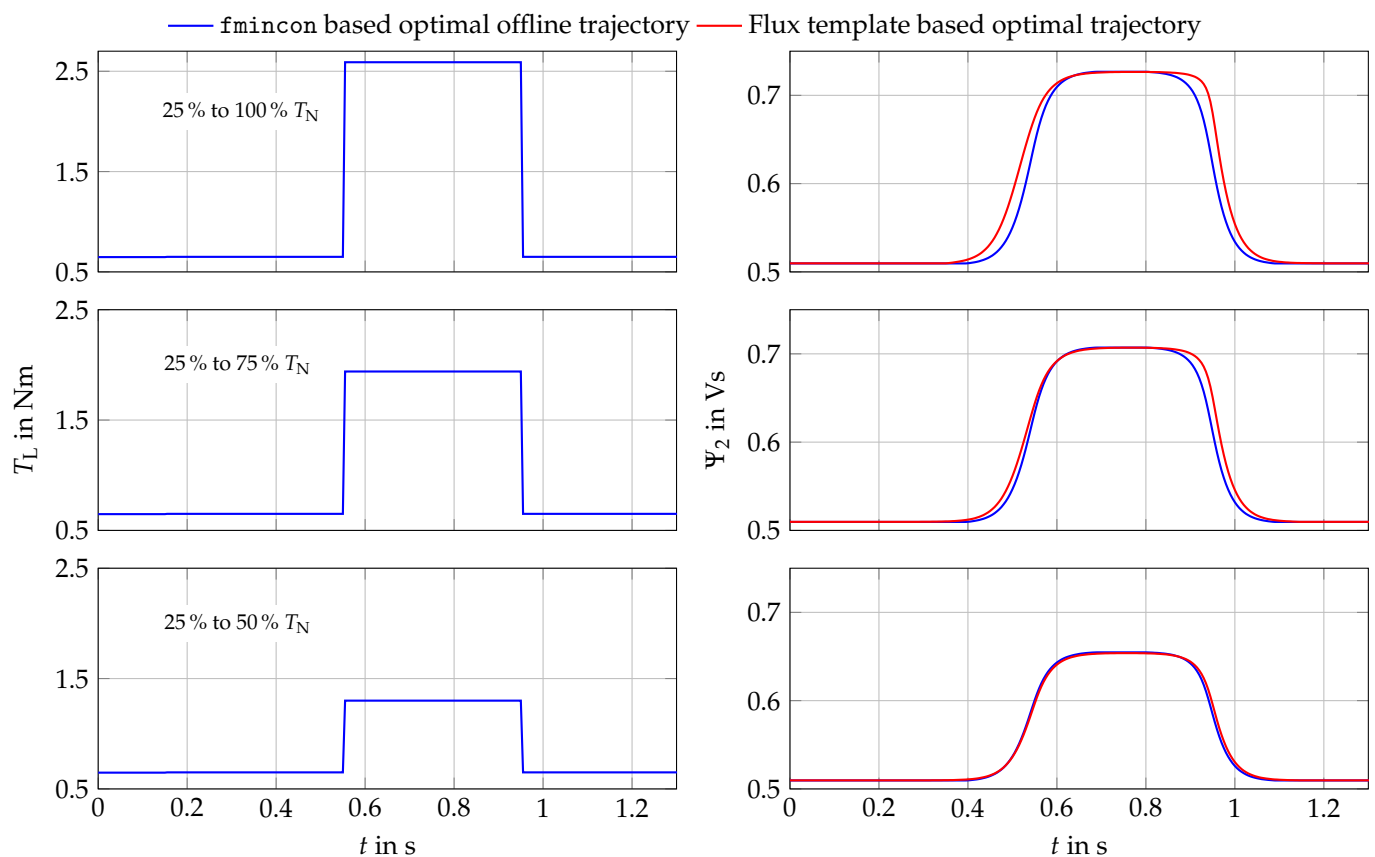 fmincon based optimal offline trajectory Flux template based optimal trajectory
2.5
1.5
0.5
25 % to 100 % T_N
0.7
0.6
0.5
2.5
1.5
0.5
25 % to 75 % T_N
T_L in Nm
0.7
0.6
0.5
Ψ_2 in Vs
2.5
1.5
0.5
25 % to 50 % T_N
0 0.2 0.4 0.6 0.8 1 1.2
t in s
0.7
0.6
0.5
0 0.2 0.4 0.6 0.8 1 1.2
t in s